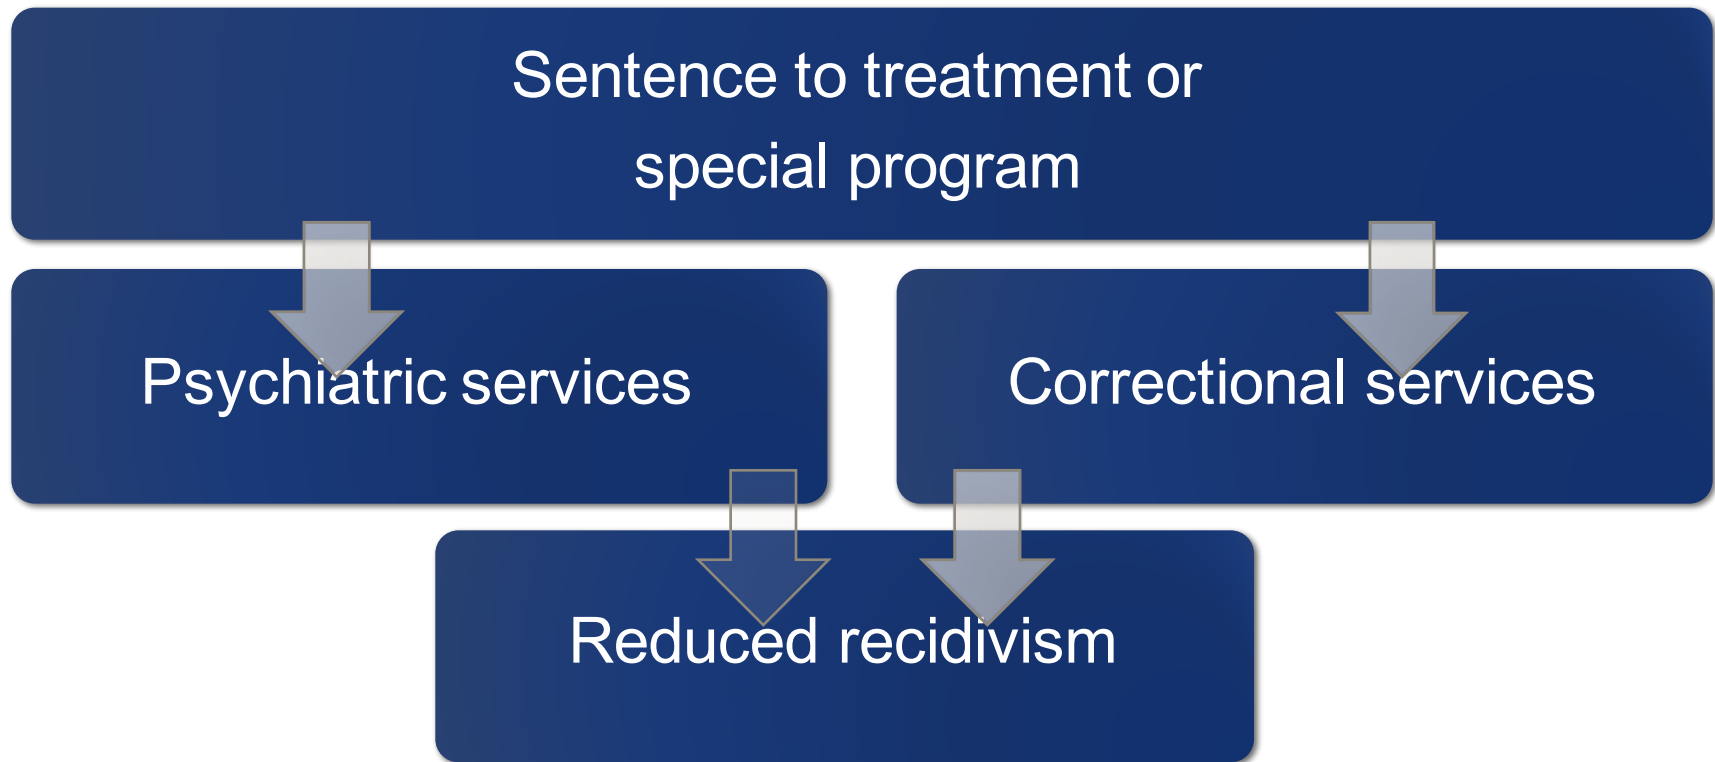 Sentence to treatment or
special program
Psychiatric services
Correctional services
Reduced recidivism